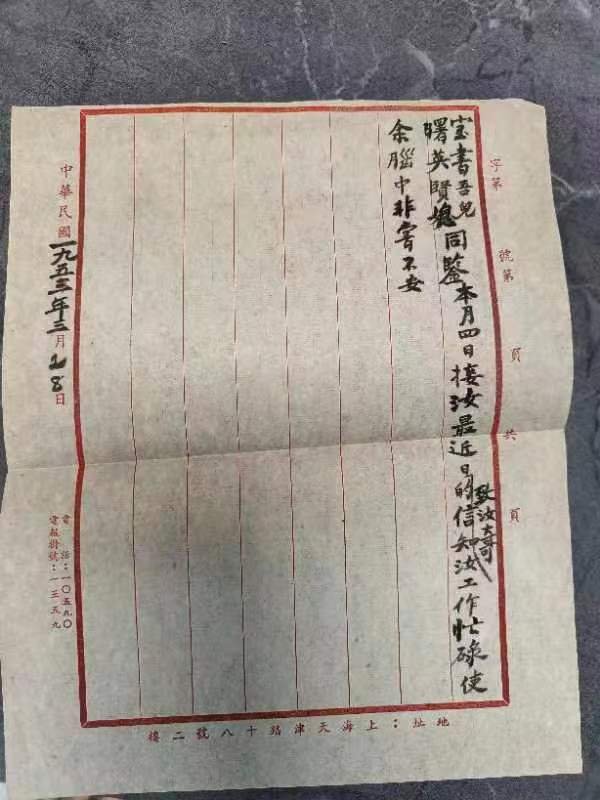 字第 號第 頁 共 頁
宝書吾兒
曙英賢媳
同鑒本月四日接汝最近日的信知汝工作忙碌使
致汝大哥
余腦中非常不安
中華民國一九五三年三月28日
電話：一〇五九〇
電報掛號：一三五九
地址：上海天津路十八號二樓